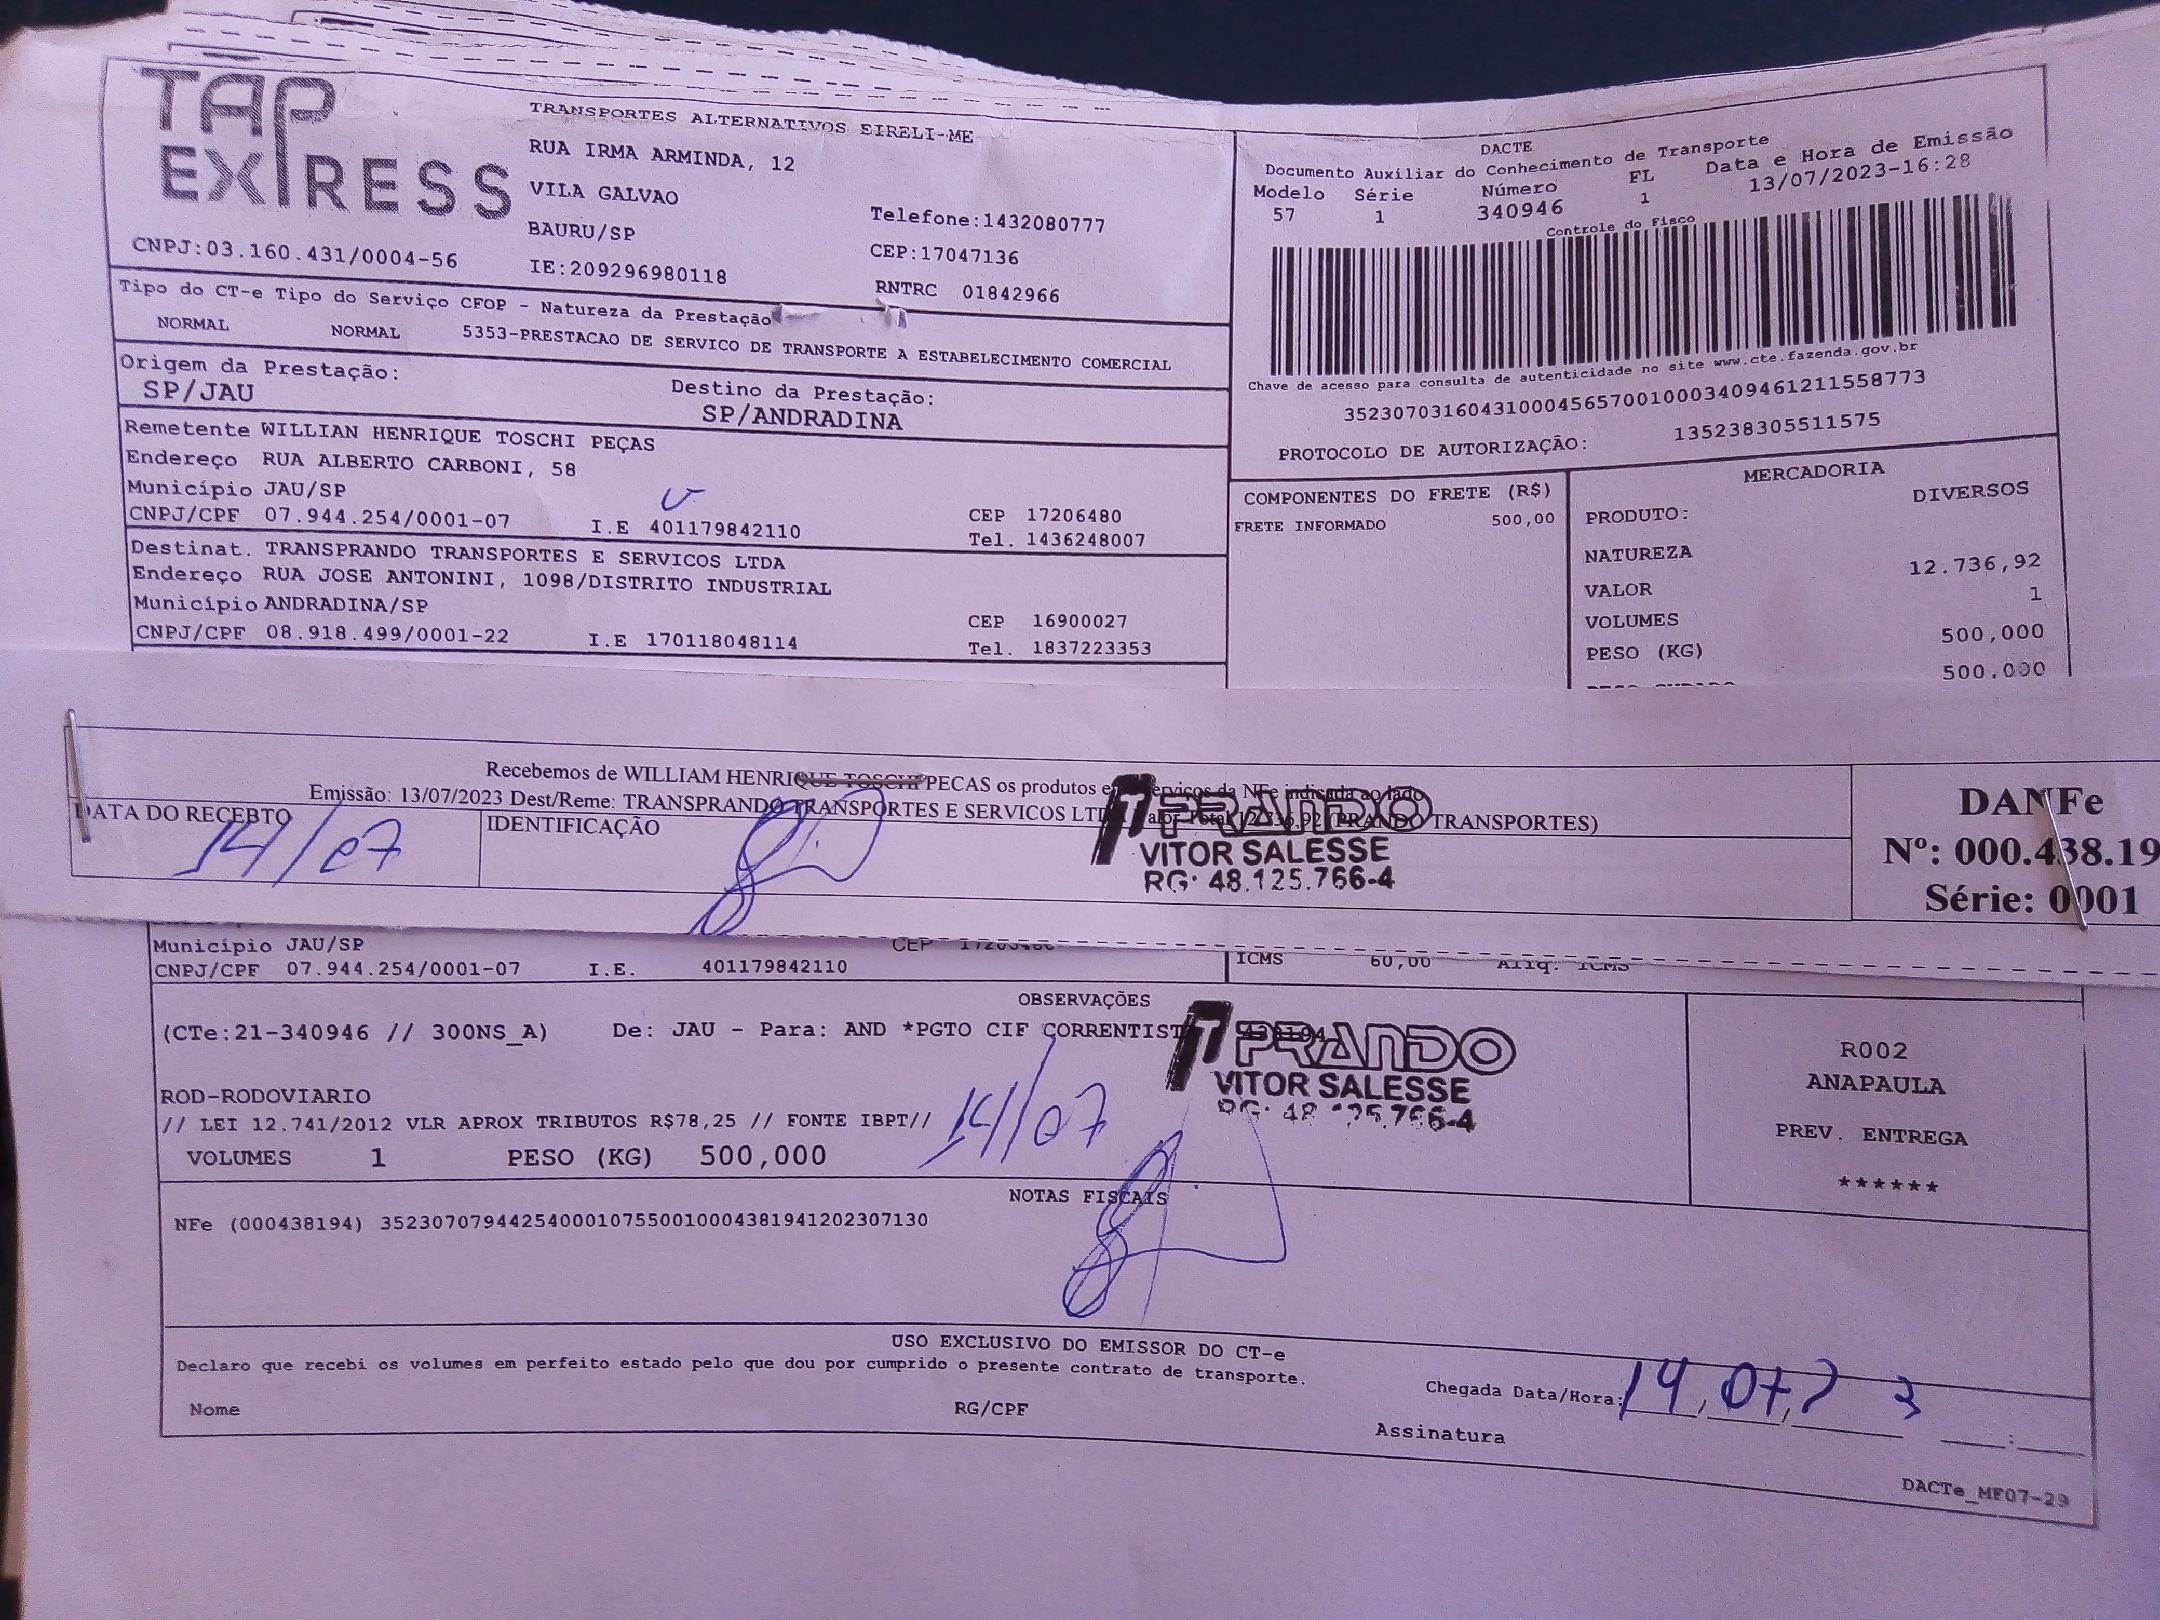 TAP
EXPRESS
TRANSPORTES ALTERNATIVOS EIRELI-ME
RUA IRMA ARMINDA, 12
VILA GALVAO
BAURU/SP
Telefone:1432080777
CEP:17047136
CNPJ:03.160.431/0004-56
IE:209296980118
RNTRC 01842966
DACTE
Documento Auxiliar do Conhecimento de Transporte
Modelo Série Número FL Data e Hora de Emissão
57 1 340946 1 13/07/2023-16:28
Controle do Fisco
Chave de acesso para consulta de autenticidade no site www.cte.fazenda.gov.br
35230703160431000456570010003409461211558773
PROTOCOLO DE AUTORIZAÇÃO: 135238305511575
Tipo do CT-e Tipo do Serviço CFOP - Natureza da Prestação
NORMAL NORMAL 5353-PRESTACAO DE SERVICO DE TRANSPORTE A ESTABELECIMENTO COMERCIAL
Origem da Prestação: Destino da Prestação:
SP/JAU SP/ANDRADINA
Remetente WILLIAN HENRIQUE TOSCHI PEÇAS
Endereço RUA ALBERTO CARBONI, 58
Município JAU/SP CEP 17206480
CNPJ/CPF 07.944.254/0001-07 I.E 401179842110 Tel. 1436248007
Destinat. TRANSPRANDO TRANSPORTES E SERVICOS LTDA
Endereço RUA JOSE ANTONINI, 1098/DISTRITO INDUSTRIAL
Município ANDRADINA/SP CEP 16900027
CNPJ/CPF 08.918.499/0001-22 I.E 170118048114 Tel. 1837223353
COMPONENTES DO FRETE (R$)
FRETE INFORMADO 500,00
MERCADORIA
PRODUTO: DIVERSOS
NATUREZA
VALOR 12.736,92
VOLUMES 1
PESO (KG) 500,000
500.000
Recebemos de WILLIAM HENRIQUE TOSCHI PECAS os produtos e serviços da NFe indicada ao lado
Emissão: 13/07/2023 Dest/Reme: TRANSPRANDO TRANSPORTES E SERVICOS LTDA Valor Total 12.736,92 (PRANDO TRANSPORTES)
DATA DO RECEBTO IDENTIFICAÇÃO
14/07
PRANDO
VITOR SALESSE
RG: 48.125.766-4
DANFe
Nº: 000.438.19
Série: 0001
Município JAU/SP CEP
CNPJ/CPF 07.944.254/0001-07 I.E. 401179842110
ICMS 60,00 Aliq. ICMS
OBSERVAÇÕES
(CTe:21-340946 // 300NS_A) De: JAU - Para: AND *PGTO CIF CORRENTIST 438194
ROD-RODOVIARIO
// LEI 12.741/2012 VLR APROX TRIBUTOS R$78,25 // FONTE IBPT//
VOLUMES 1 PESO (KG) 500,000
14/07
PRANDO
VITOR SALESSE
RG: 48.125.766-4
R002
ANAPAULA
PREV. ENTREGA
******
NOTAS FISCAIS
NFe (000438194) 35230707944254000107550010004381941202307130
USO EXCLUSIVO DO EMISSOR DO CT-e
Declaro que recebi os volumes em perfeito estado pelo que dou por cumprido o presente contrato de transporte.
Chegada Data/Hora: 14,07,23
Nome RG/CPF Assinatura
DACTe_MF07-29